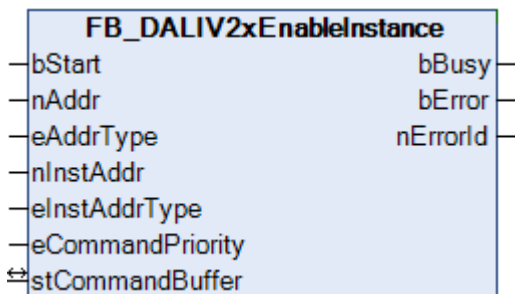 FB_DALIV2xEnableInstance
bStart bBusy
nAddr bError
eAddrType nErrorId
nInstAddr
eInstAddrType
eCommandPriority
stCommandBuffer